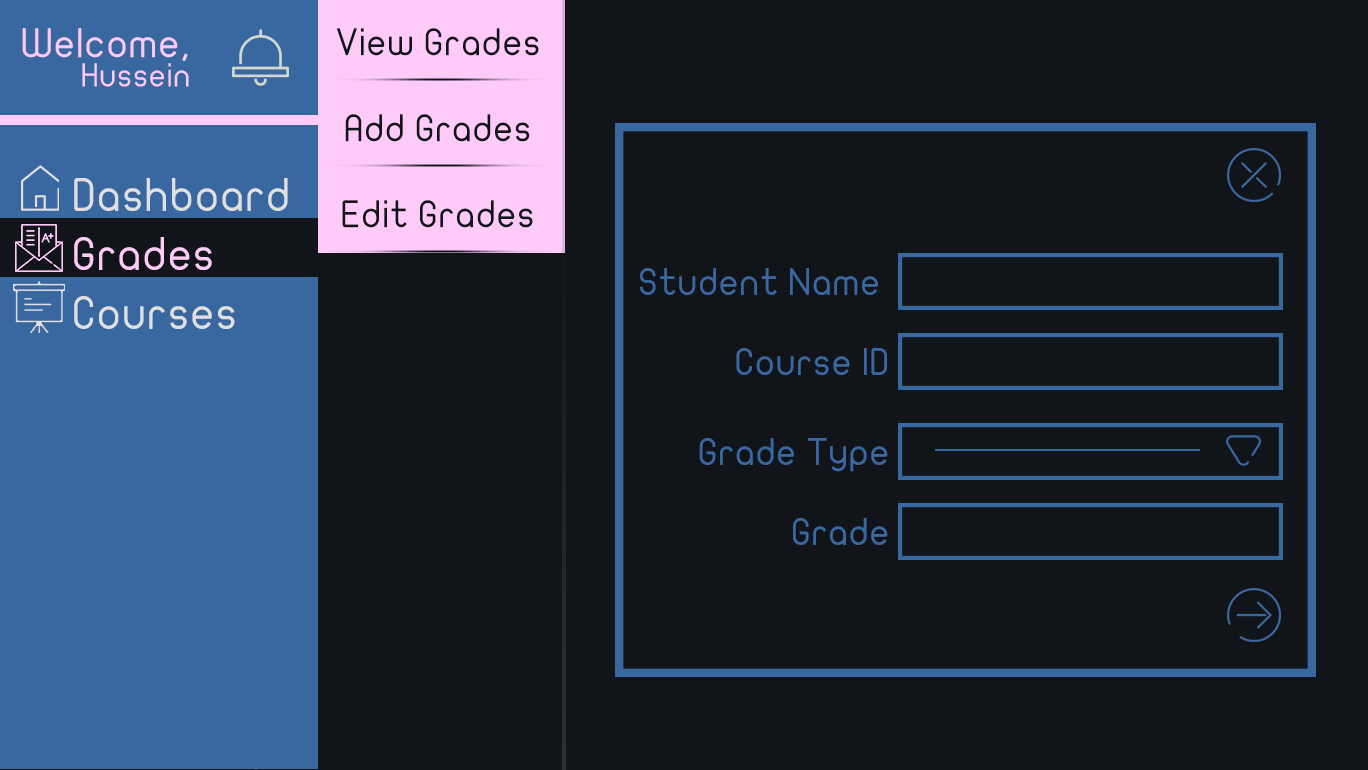 Welcome,
Hussein
Dashboard
A+
Grades
Courses
View Grades
Add Grades
Edit Grades
Student Name
Course ID
Grade Type
Grade